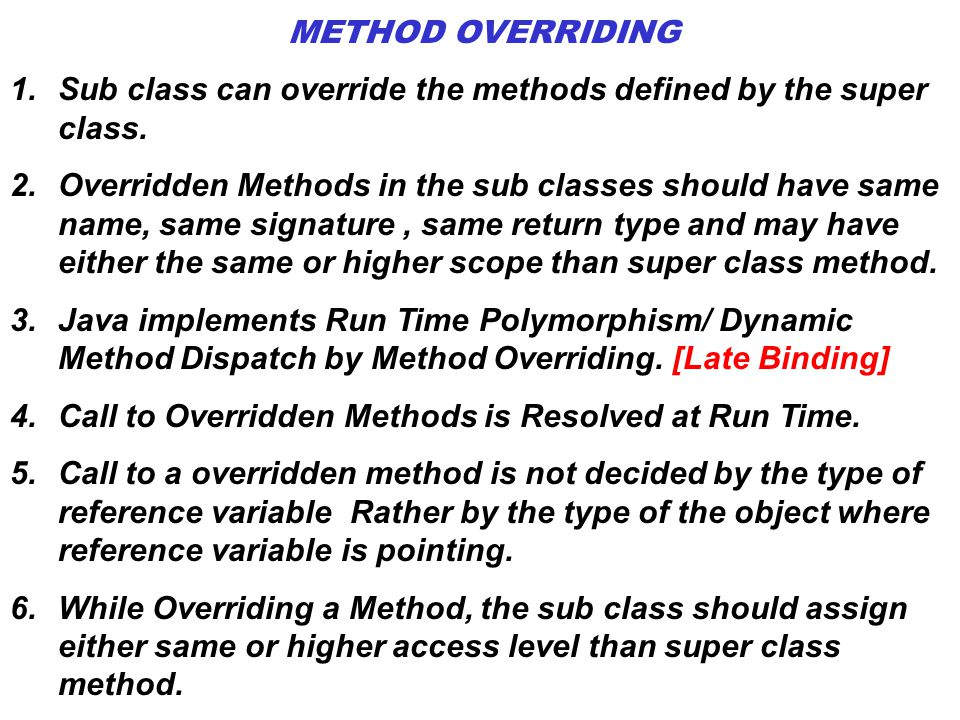 METHOD OVERRIDING
1. Sub class can override the methods defined by the super
class.
2. Overridden Methods in the sub classes should have same
name, same signature , same return type and may have
either the same or higher scope than super class method.
3. Java implements Run Time Polymorphism/ Dynamic
Method Dispatch by Method Overriding. [Late Binding]
4. Call to Overridden Methods is Resolved at Run Time.
5. Call to a overridden method is not decided by the type of
reference variable Rather by the type of the object where
reference variable is pointing.
6. While Overriding a Method, the sub class should assign
either same or higher access level than super class
method.